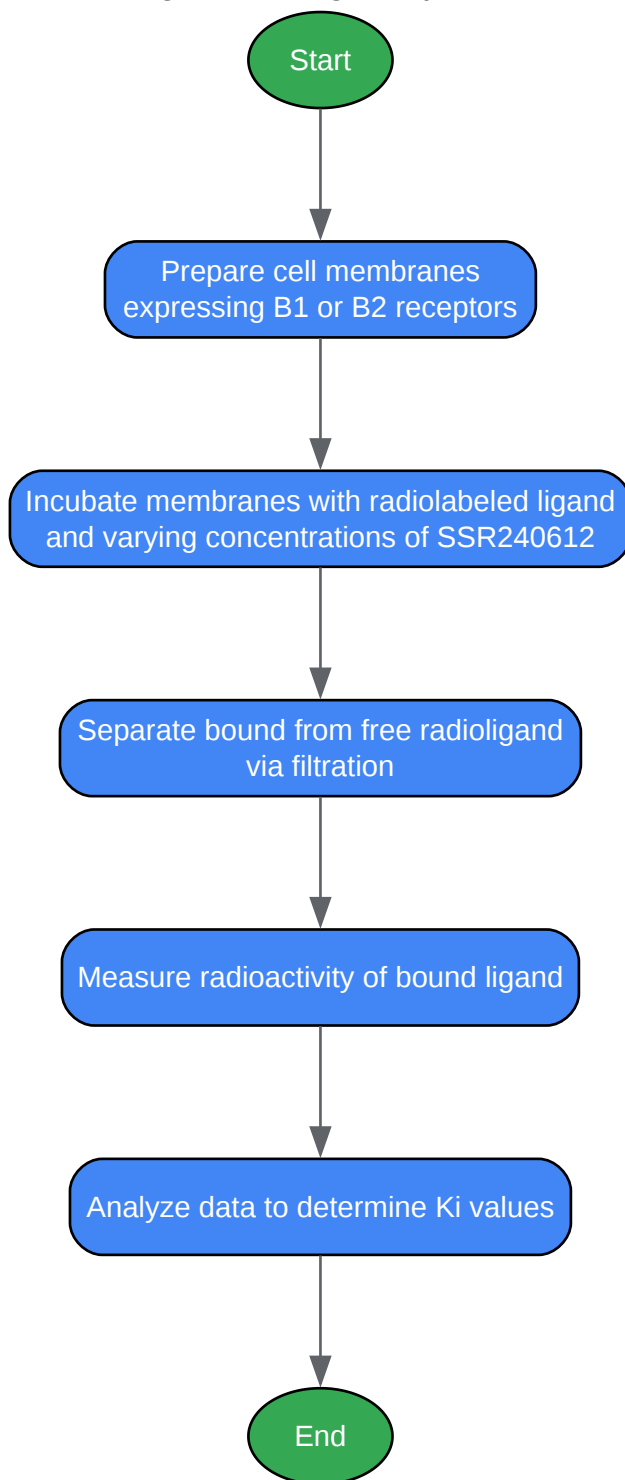 Start
Prepare cell membranes
expressing B1 or B2 receptors
Incubate membranes with radiolabeled ligand
and varying concentrations of SSR240612
Separate bound from free radioligand
via filtration
Measure radioactivity of bound ligand
Analyze data to determine Ki values
End